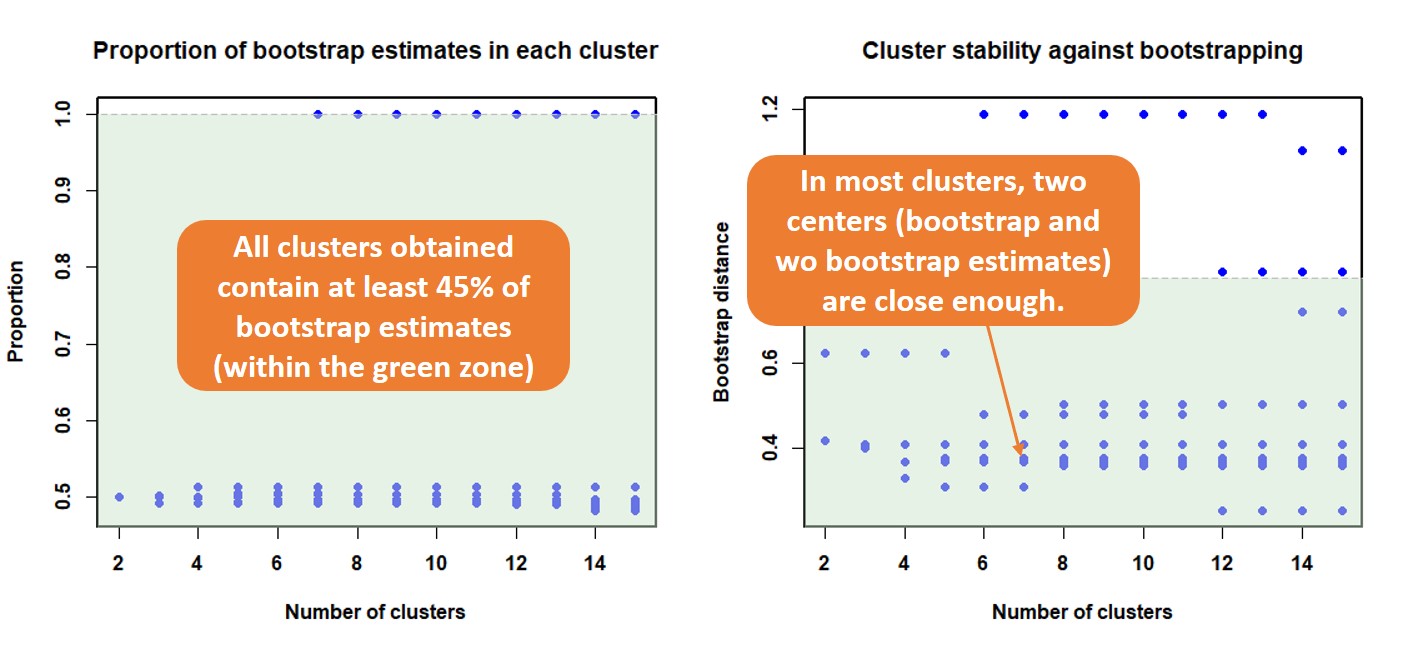 Proportion of bootstrap estimates in each cluster
1.0
0.9
0.8
0.7
0.6
0.5
Proportion
All clusters obtained
contain at least 45% of
bootstrap estimates
(within the green zone)
2 4 6 8 10 12 14
Number of clusters
Cluster stability against bootstrapping
1.2
0.6
0.4
Bootstrap distance
In most clusters, two
centers (bootstrap and
wo bootstrap estimates)
are close enough.
2 4 6 8 10 12 14
Number of clusters